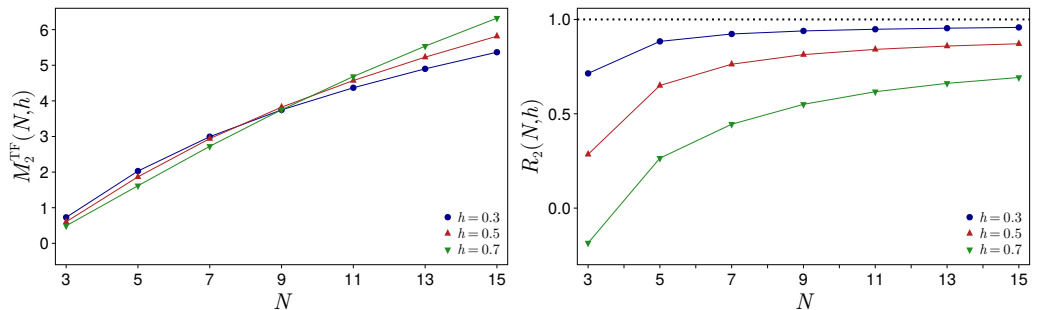 6
5
4
3
2
1
0
M₂^TF(N,h)
3 5 7 9 11 13 15
N
h = 0.3
h = 0.5
h = 0.7
1.0
0.5
0.0
R₂(N,h)
3 5 7 9 11 13 15
N
h = 0.3
h = 0.5
h = 0.7